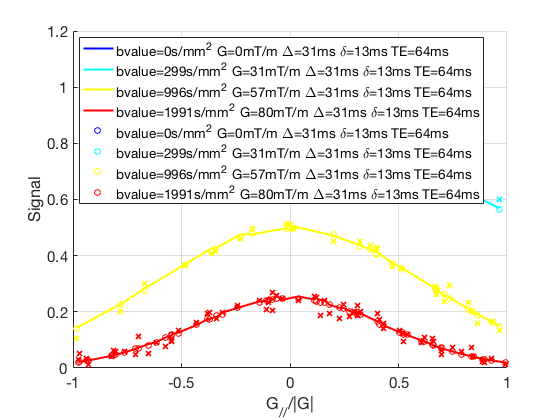 1.2
1
0.8
0.6
0.4
0.2
0
Signal
bvalue=0s/mm² G=0mT/m Δ=31ms δ=13ms TE=64ms
bvalue=299s/mm² G=31mT/m Δ=31ms δ=13ms TE=64ms
bvalue=996s/mm² G=57mT/m Δ=31ms δ=13ms TE=64ms
bvalue=1991s/mm² G=80mT/m Δ=31ms δ=13ms TE=64ms
bvalue=0s/mm² G=0mT/m Δ=31ms δ=13ms TE=64ms
bvalue=299s/mm² G=31mT/m Δ=31ms δ=13ms TE=64ms
bvalue=996s/mm² G=57mT/m Δ=31ms δ=13ms TE=64ms
bvalue=1991s/mm² G=80mT/m Δ=31ms δ=13ms TE=64ms
-1 -0.5 0 0.5 1
G_{//}/|G|